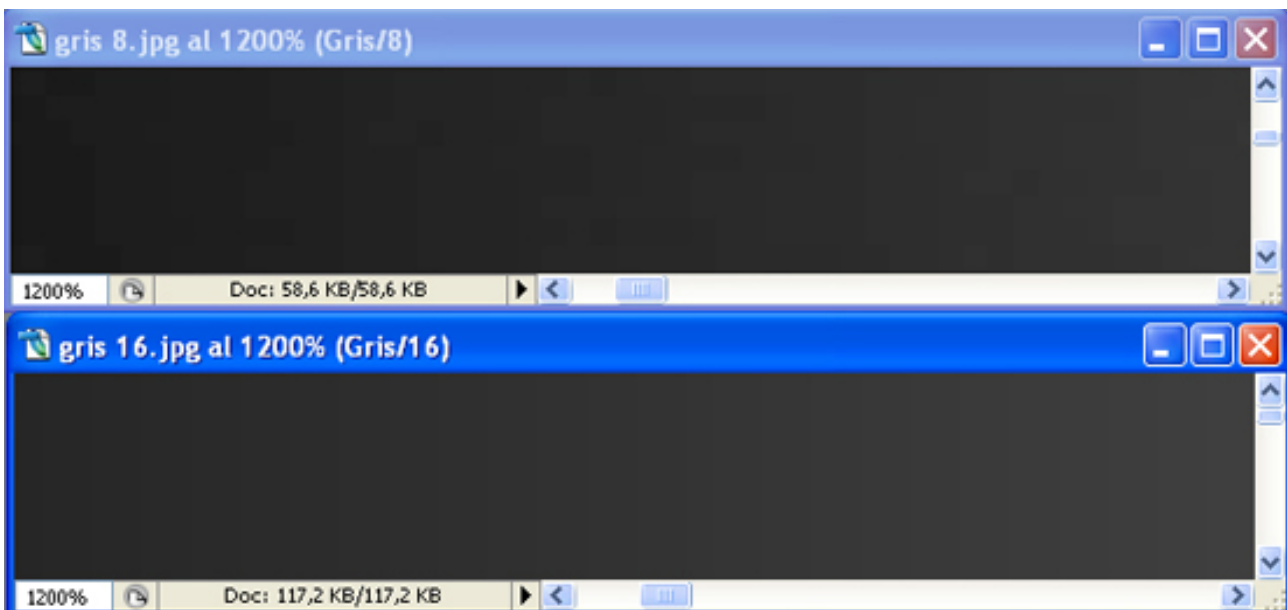 gris 8.jpg al 1200% (Gris/8)
1200% Doc: 58,6 KB/58,6 KB
gris 16.jpg al 1200% (Gris/16)
1200% Doc: 117,2 KB/117,2 KB